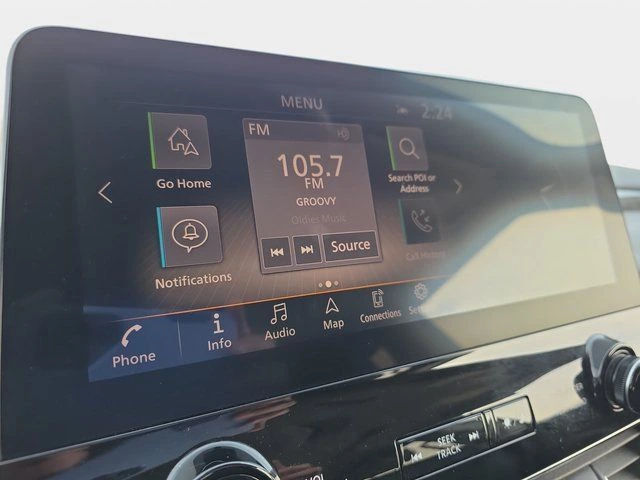 MENU
2:24
Go Home
FM
105.7
FM
GROOVY
Oldies Music
Source
Search POI or
Address
Notifications
Call History
Phone
Info
Audio
Map
Connections
SEEK
TRACK
VOL